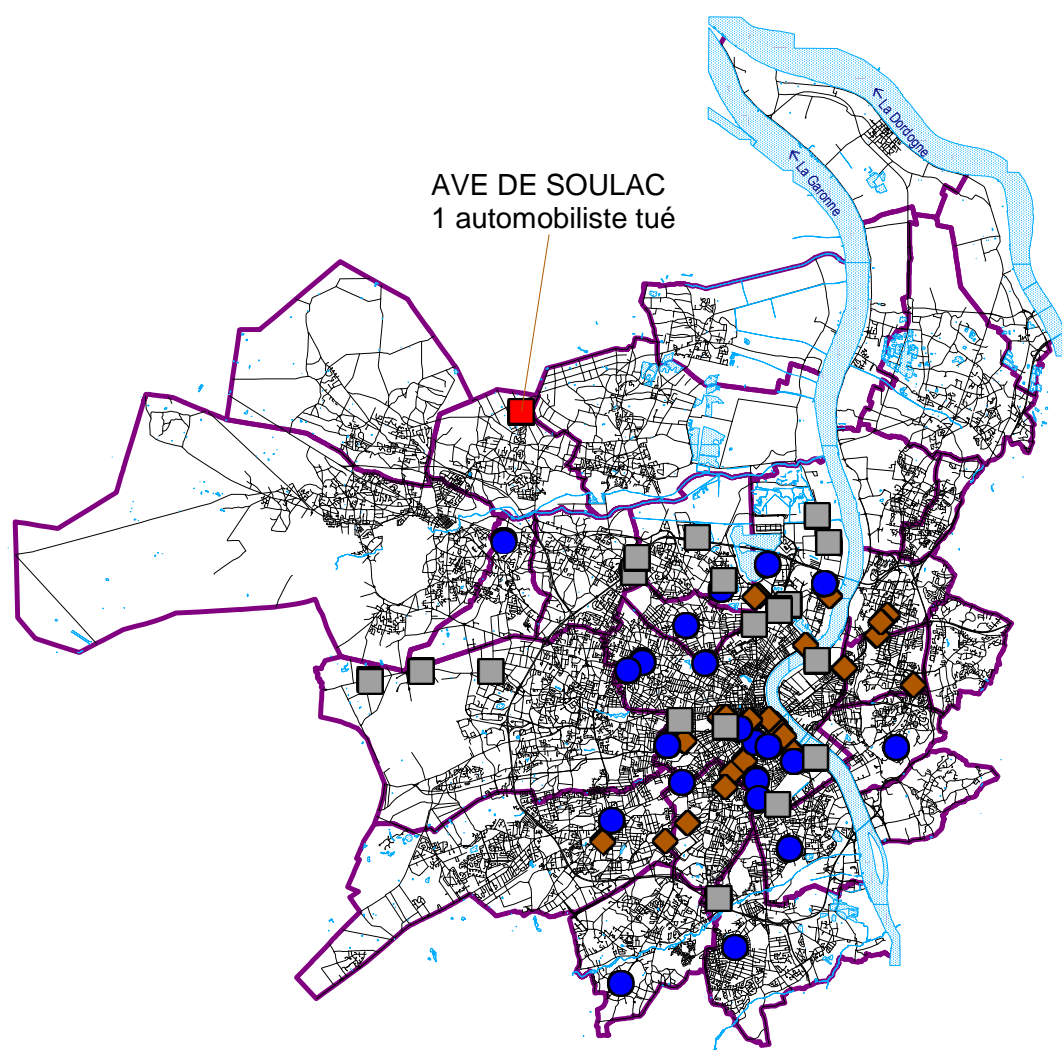 ← La Dordogne
← La Garonne
AVE DE SOULAC
1 automobiliste tué